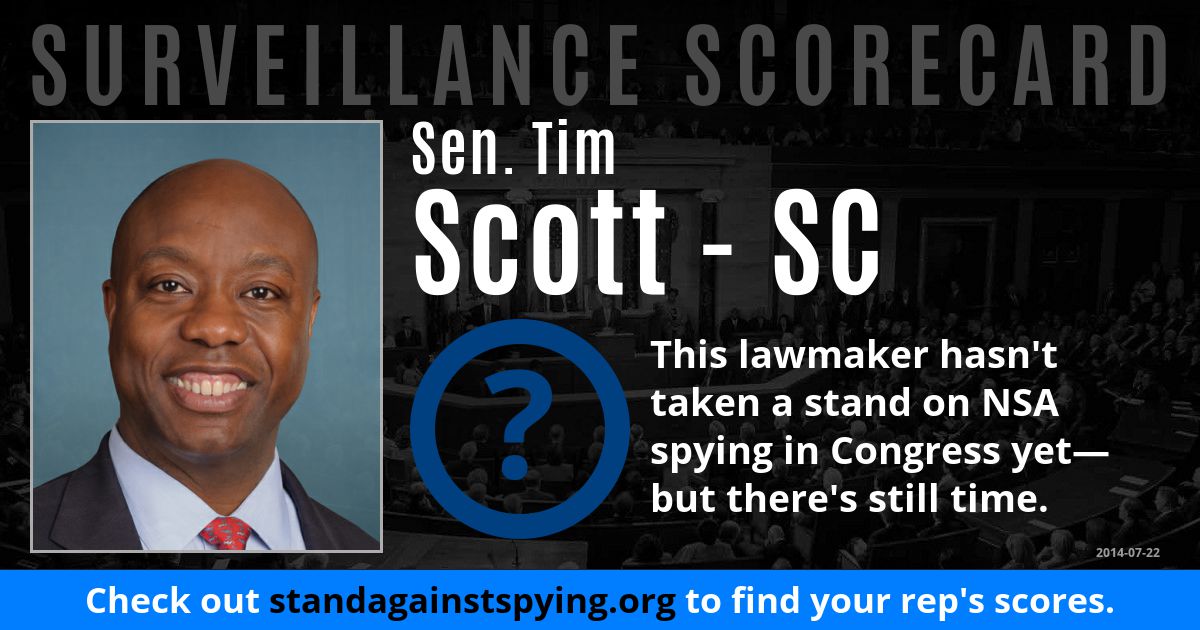 SURVEILLANCE SCORECARD
Sen. Tim
Scott - SC
?
This lawmaker hasn't
taken a stand on NSA
spying in Congress yet—
but there's still time.
2014-07-22
Check out standagainstspying.org to find your rep's scores.